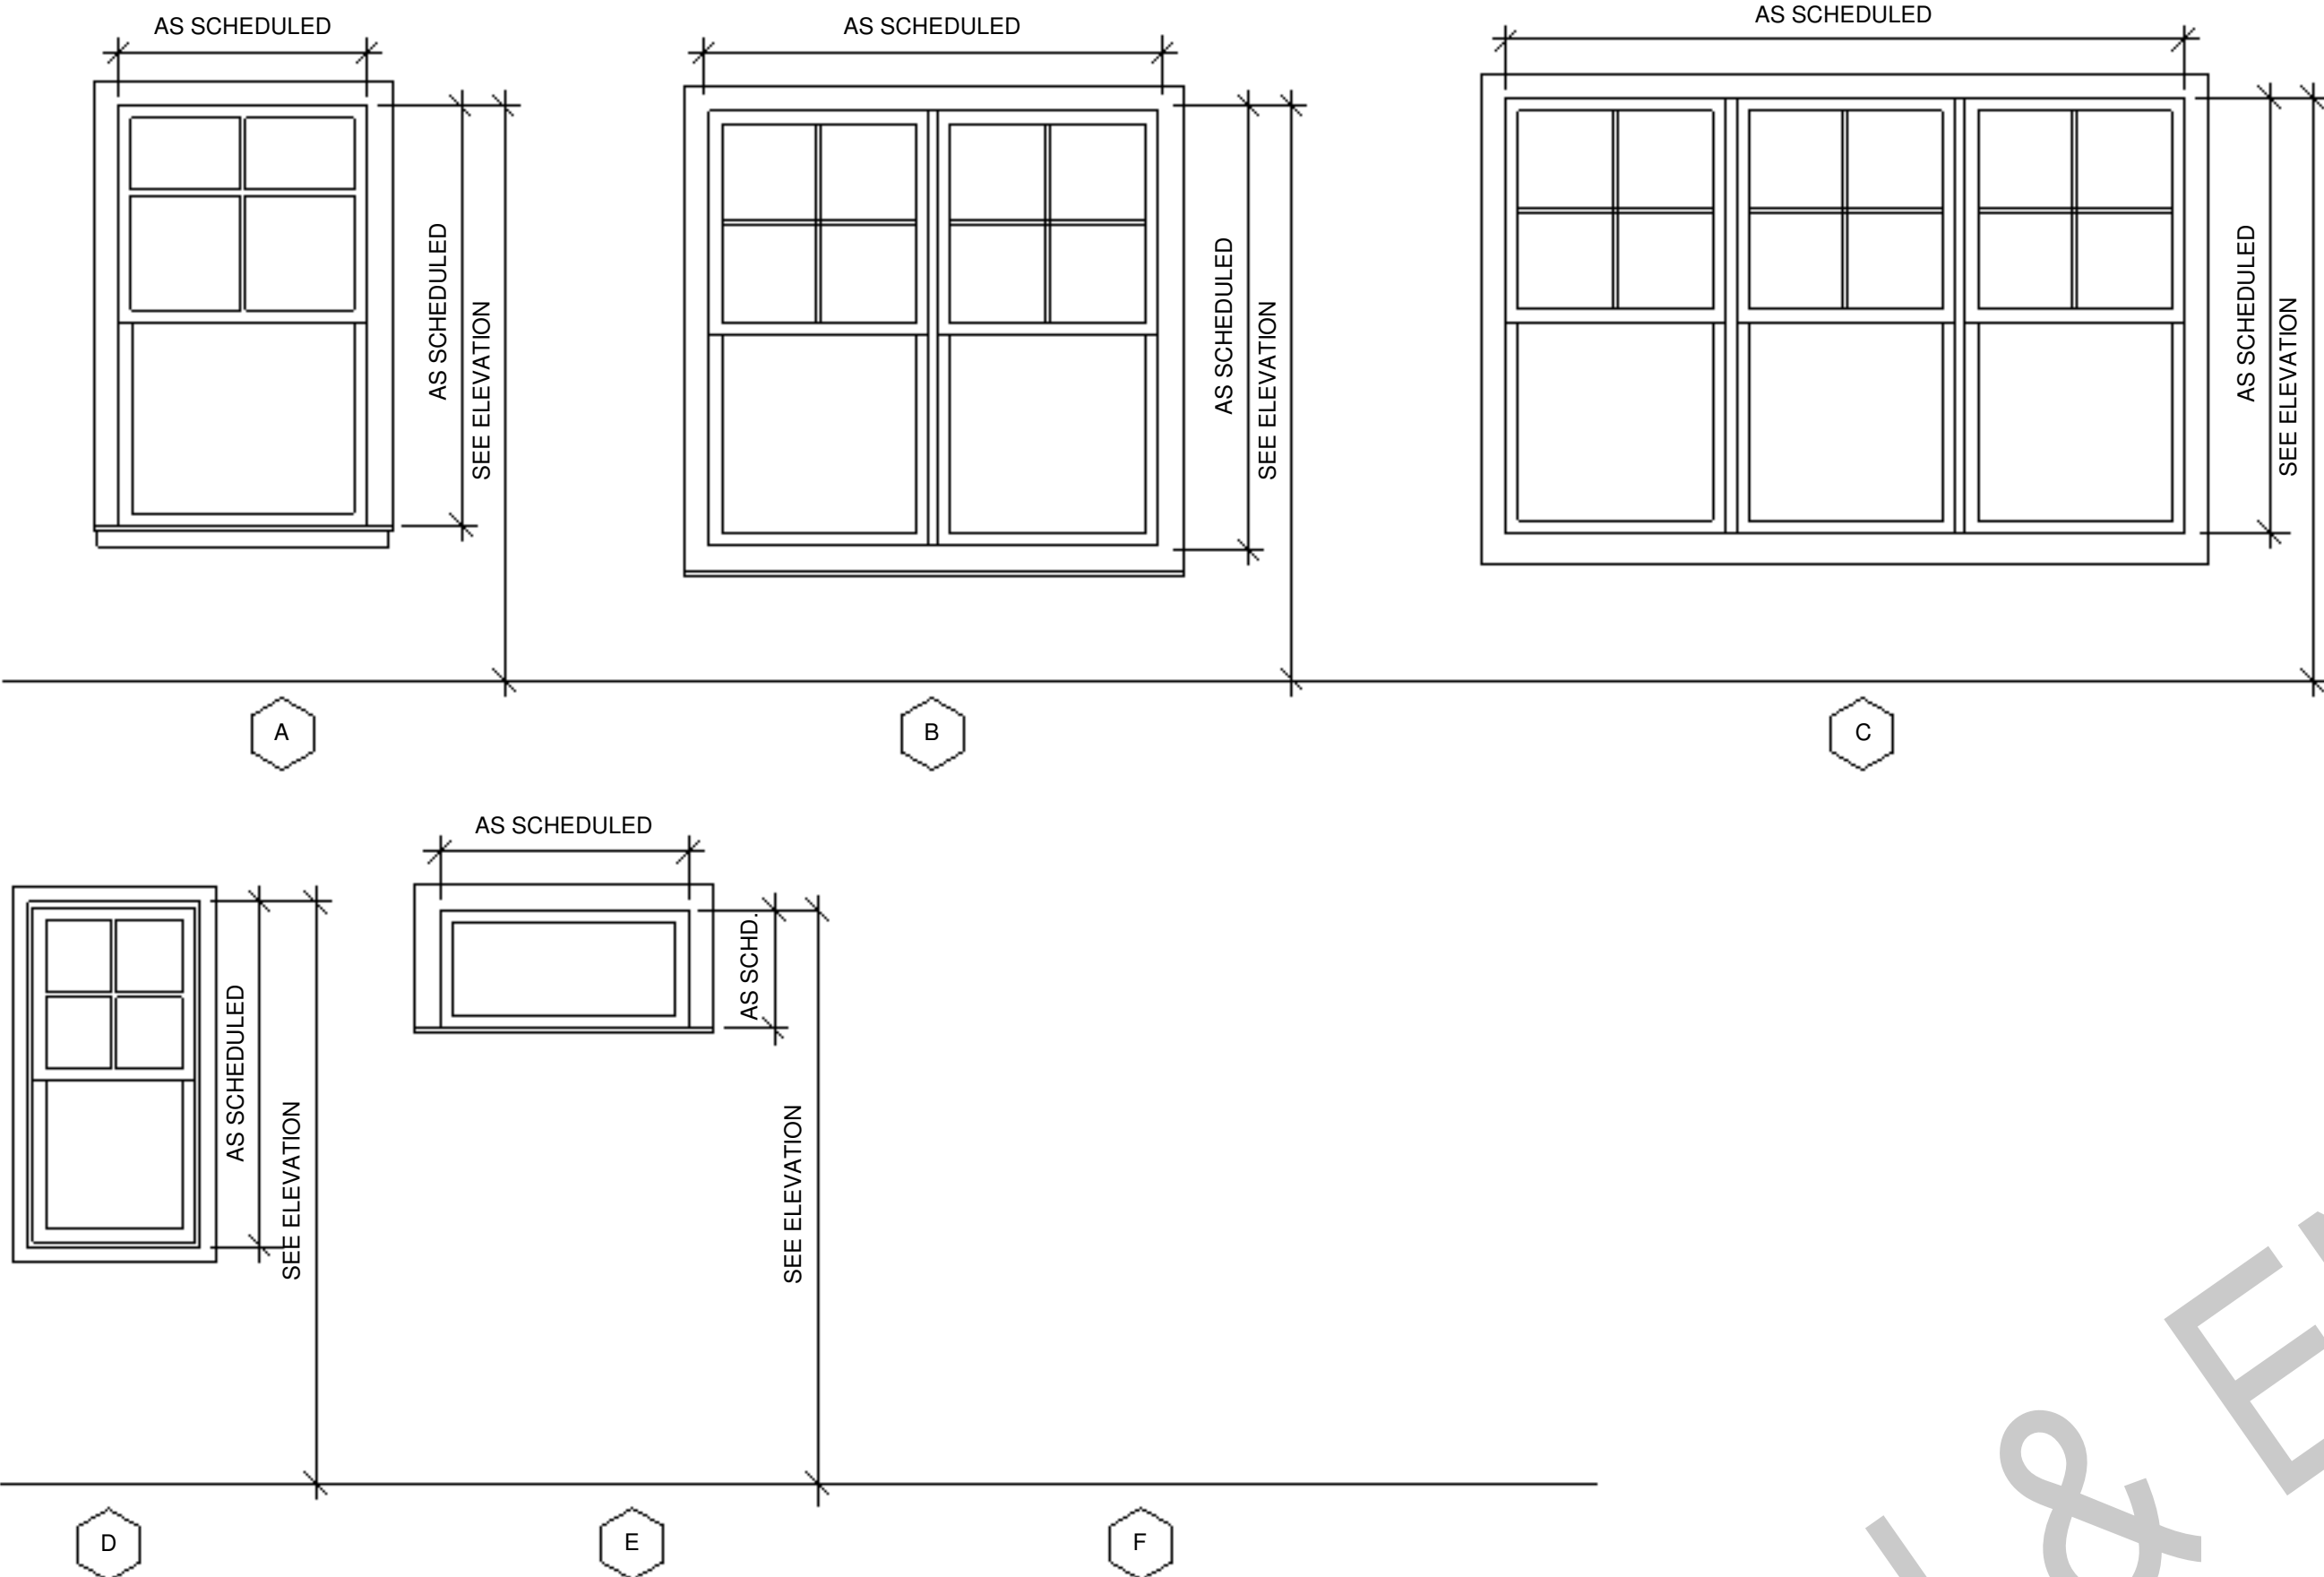 AS SCHEDULED
AS SCHEDULED
AS SCHEDULED
AS SCHEDULED
SEE ELEVATION
AS SCHEDULED
SEE ELEVATION
AS SCHEDULED
SEE ELEVATION
A
B
C
AS SCHEDULED
AS SCHEDULED
SEE ELEVATION
AS SCHD.
SEE ELEVATION
D
E
F
& E